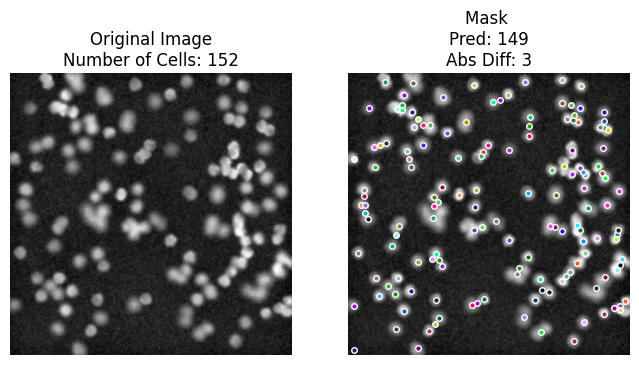 Original Image
Number of Cells: 152
Mask
Pred: 149
Abs Diff: 3